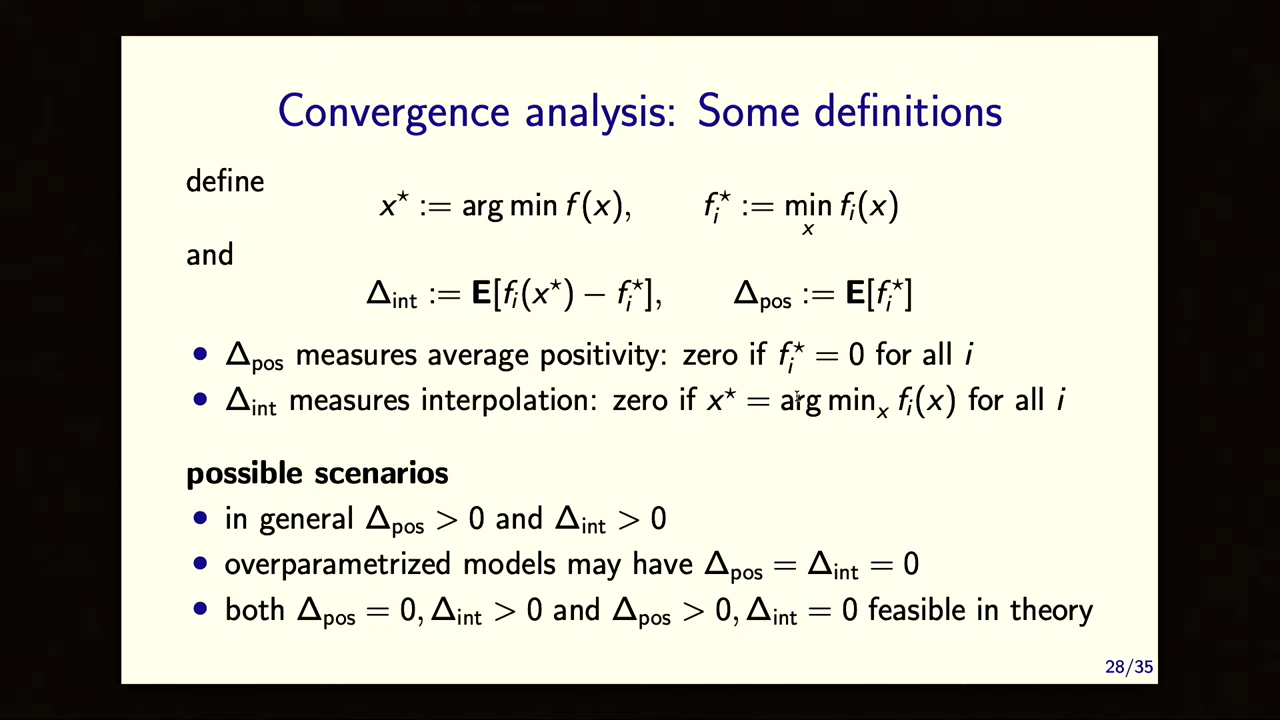 Convergence analysis: Some definitions
define
x⋆ := arg min f(x), f_i⋆ := min_x f_i(x)
and
Δ_int := E[f_i(x⋆) − f_i⋆], Δ_pos := E[f_i⋆]
• Δ_pos measures average positivity: zero if f_i⋆ = 0 for all i
• Δ_int measures interpolation: zero if x⋆ = arg min_x f_i(x) for all i
possible scenarios
• in general Δ_pos > 0 and Δ_int > 0
• overparametrized models may have Δ_pos = Δ_int = 0
• both Δ_pos = 0, Δ_int > 0 and Δ_pos > 0, Δ_int = 0 feasible in theory
28/35